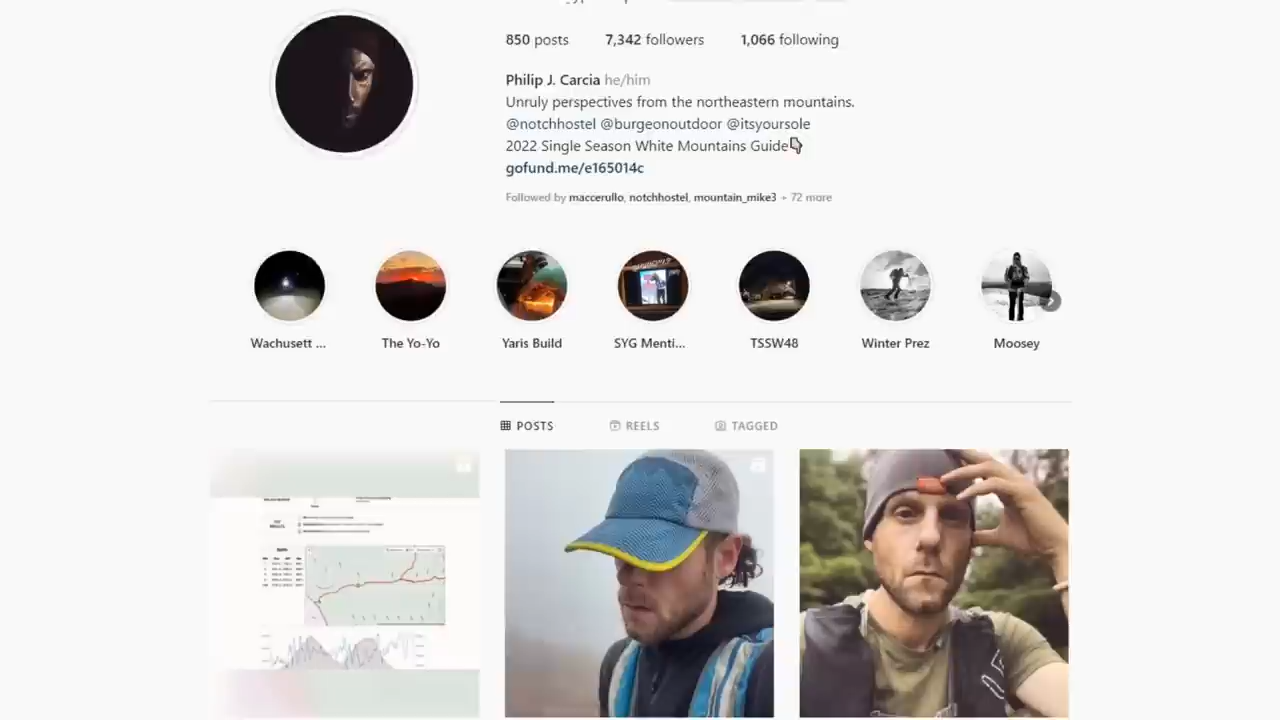 850 posts 7,342 followers 1,066 following
Philip J. Carcia he/him
Unruly perspectives from the northeastern mountains.
@notchhostel @burgeonoutdoor @itsyoursole
2022 Single Season White Mountains Guide
gofund.me/e165014c
Followed by maccerullo, notchhostel, mountain_mike3 + 72 more
Wachusett ... The Yo-Yo Yaris Build SYG Menti... TSSW48 Winter Prez Moosey
POSTS REELS TAGGED